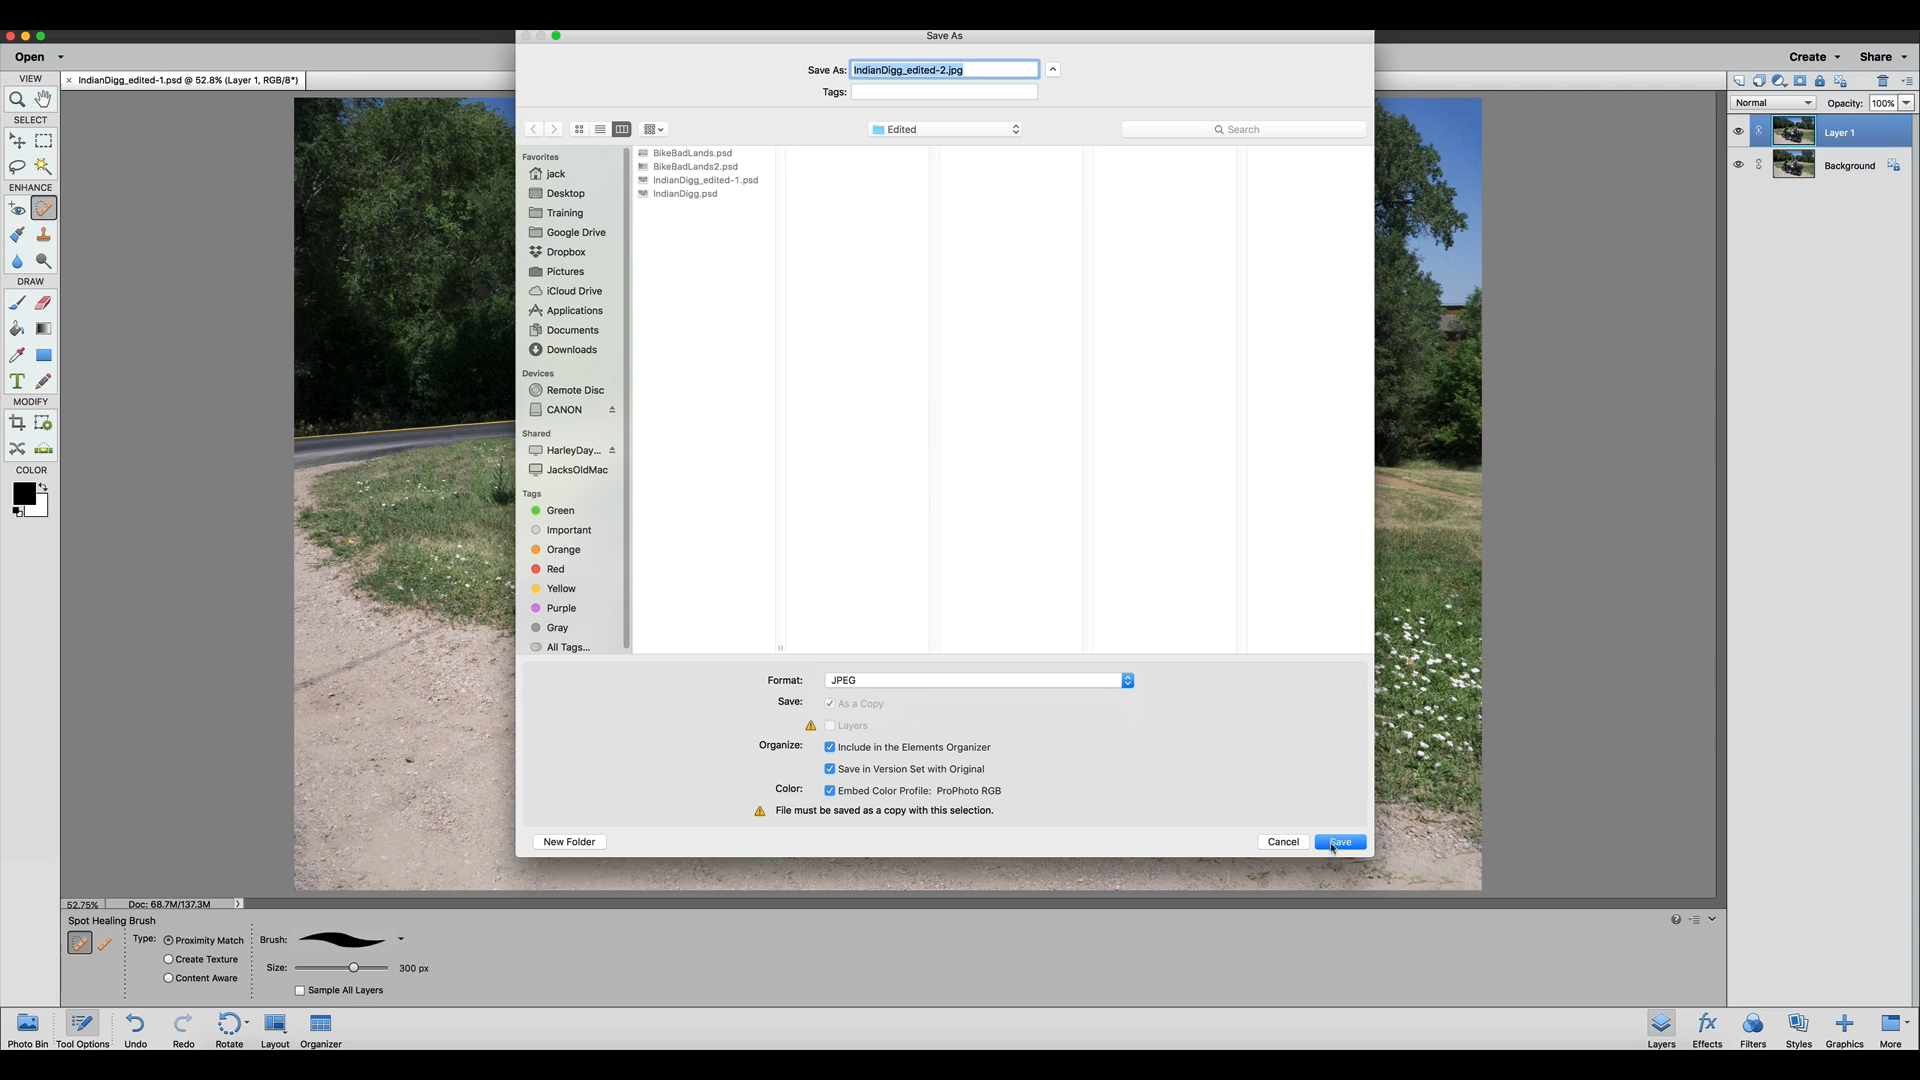 Save As
Open
Create
Share
VIEW
× IndianDigg_edited-1.psd @ 52.8% (Layer 1, RGB/8*)
Save As: IndianDigg_edited-2.jpg
Tags:
Edited
Search
Normal
Opacity: 100%
Layer 1
Background
SELECT
ENHANCE
DRAW
MODIFY
COLOR
Favorites
jack
Desktop
Training
Google Drive
Dropbox
Pictures
iCloud Drive
Applications
Documents
Downloads
Devices
Remote Disc
CANON
Shared
HarleyDay...
JacksOldMac
Tags
Green
Important
Orange
Red
Yellow
Purple
Gray
All Tags...
BikeBadLands.psd
BikeBadLands2.psd
IndianDigg_edited-1.psd
IndianDigg.psd
Format: JPEG
Save: As a Copy
Layers
Organize: Include in the Elements Organizer
Save in Version Set with Original
Color: Embed Color Profile: ProPhoto RGB
File must be saved as a copy with this selection.
New Folder
Cancel
Save
52.75%
Doc: 68.7M/137.3M
Spot Healing Brush
Type: Proximity Match
Create Texture
Content Aware
Brush:
Size: 300 px
Sample All Layers
Photo Bin
Tool Options
Undo
Redo
Rotate
Layout
Organizer
Layers
Effects
Filters
Styles
Graphics
More